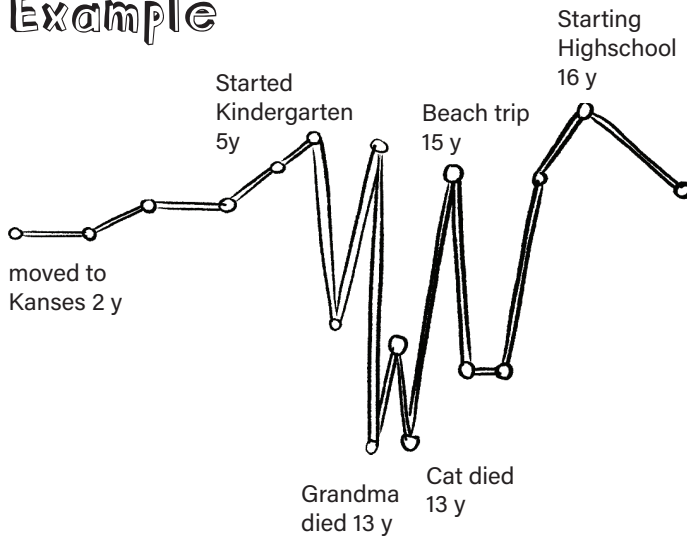 Example
Starting
Highschool
16 y
Started
Kindergarten
5y
Beach trip
15 y
moved to
Kanses 2 y
Grandma
died 13 y
Cat died
13 y